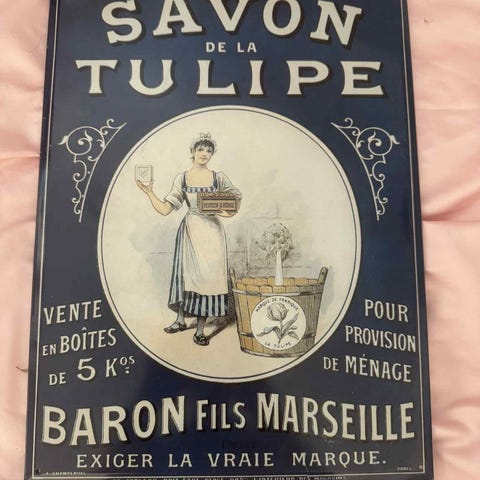 SAVON
DE LA
TULIPE
MARQUE DE FABRIQUE
LA TULIPE
VENTE
EN BOÎTES
DE 5 KOS
POUR
PROVISION
DE MÉNAGE
BARON FILS MARSEILLE
EXIGER LA VRAIE MARQUE.
PARIS